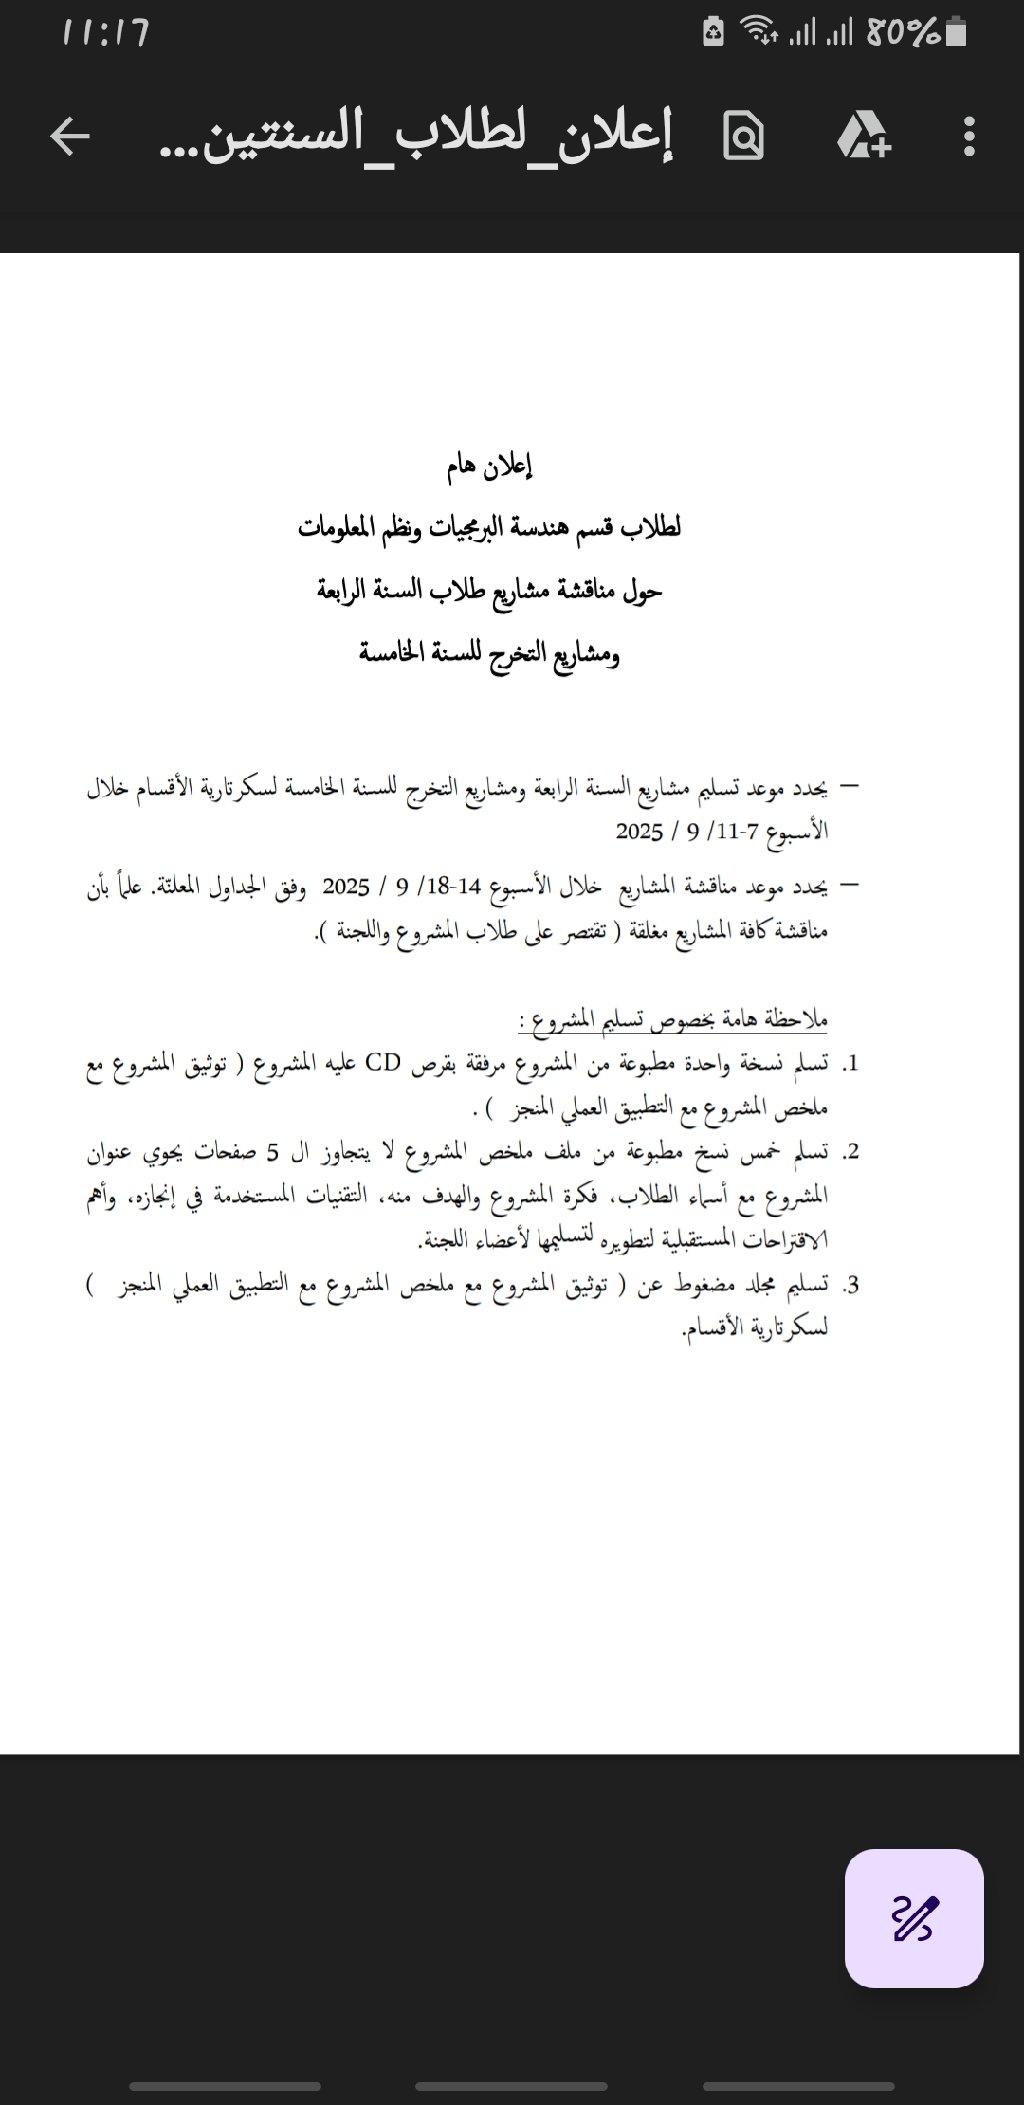 11:17
80%
إعلان_لطلاب_السنتين...
إعلان هام
لطلاب قسم هندسة البرمجيات ونظم المعلومات
حول مناقشة مشاريع طلاب السنة الرابعة
ومشاريع التخرج للسنة الخامسة
– يحدد موعد تسليم مشاريع السنة الرابعة ومشاريع التخرج للسنة الخامسة لسكرتارية الأقسام خلال
الأسبوع 7-11/ 9 / 2025
– يحدد موعد مناقشة المشاريع خلال الأسبوع 14-18/ 9 / 2025 وفق الجداول المعلنّة. علماً بأن
مناقشة كافة المشاريع مغلقة ( تقتصر على طلاب المشروع واللجنة ).
ملاحظة هامة بخصوص تسليم المشروع :
1. تسلم نسخة واحدة مطبوعة من المشروع مرفقة بقرص CD عليه المشروع ( توثيق المشروع مع
ملخص المشروع مع التطبيق العملي المنجز ) .
2. تسلم خمس نسخ مطبوعة من ملف ملخص المشروع لا يتجاوز ال 5 صفحات يحوي عنوان
المشروع مع أسماء الطلاب، فكرة المشروع والهدف منه، التقنيات المستخدمة في إنجازه، وأهم
الاقتراحات المستقبلية لتطويره لتسليمها لأعضاء اللجنة.
3. تسليم مجلد مضغوط عن ( توثيق المشروع مع ملخص المشروع مع التطبيق العملي المنجز )
لسكرتارية الأقسام.